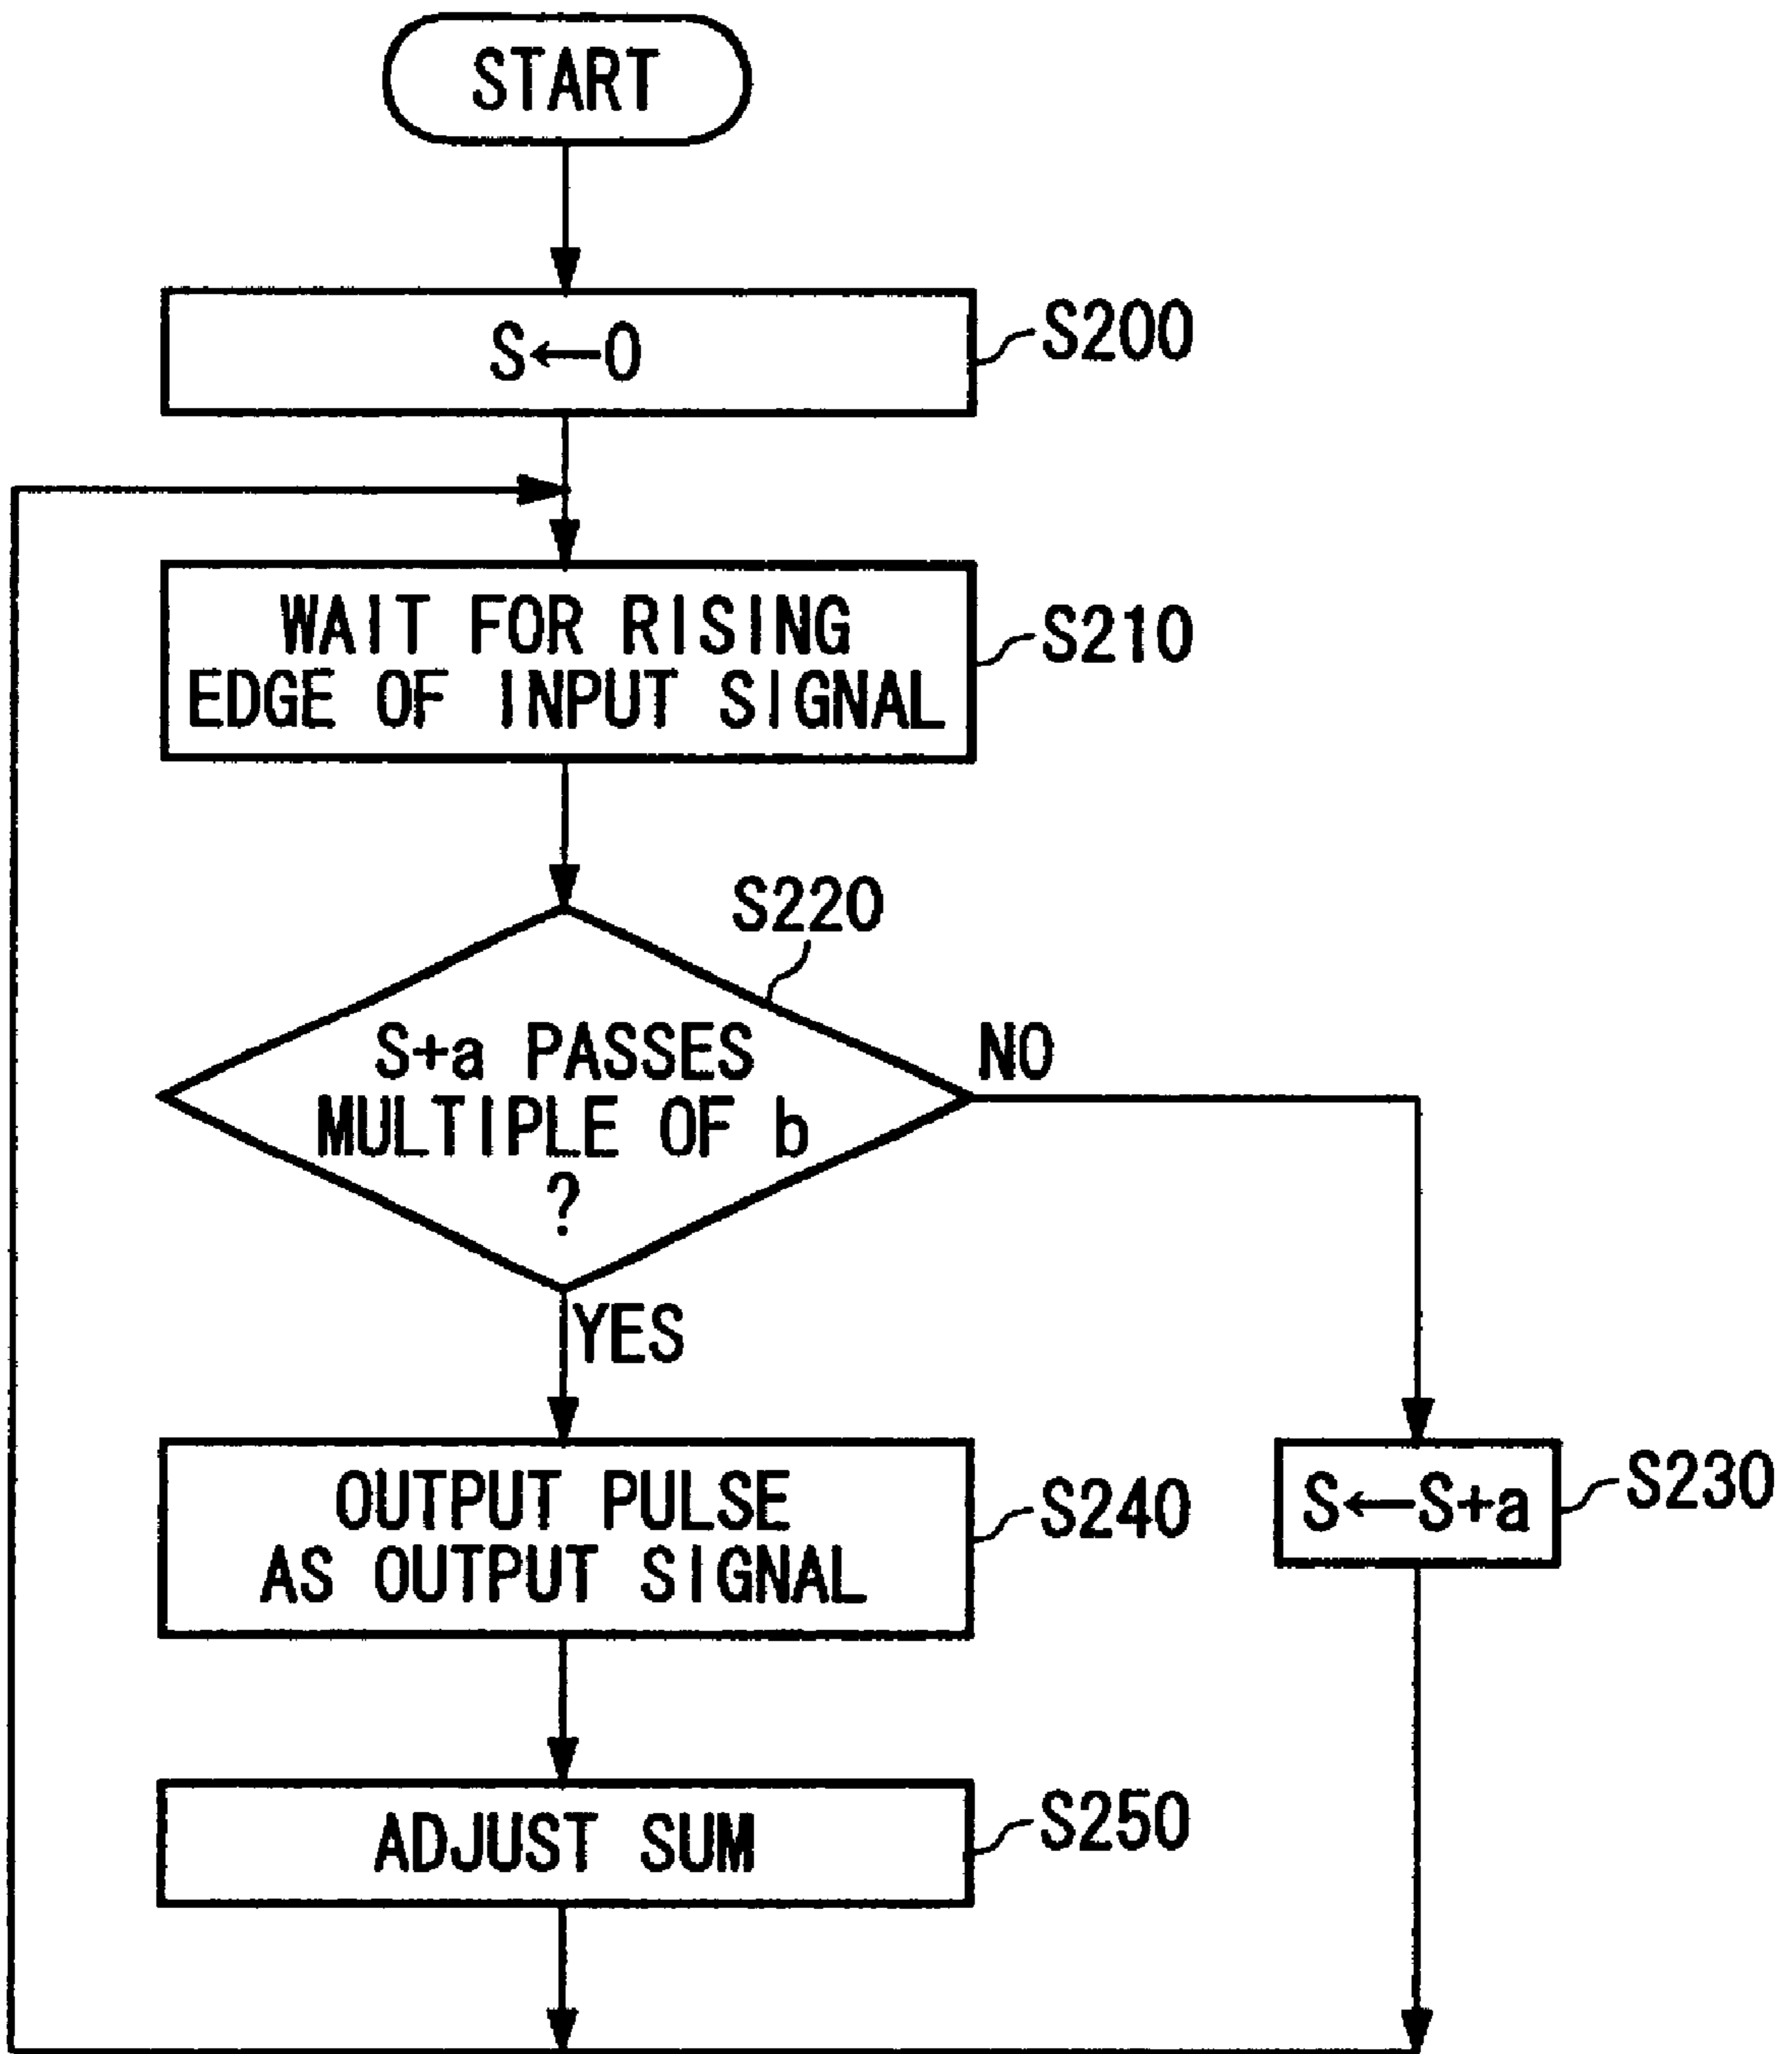 START
S←0
S200
WAIT FOR RISING
EDGE OF INPUT SIGNAL
S210
S220
S+a PASSES
MULTIPLE OF b
?
NO
YES
OUTPUT PULSE
AS OUTPUT SIGNAL
S240
S←S+a
S230
ADJUST SUM
S250